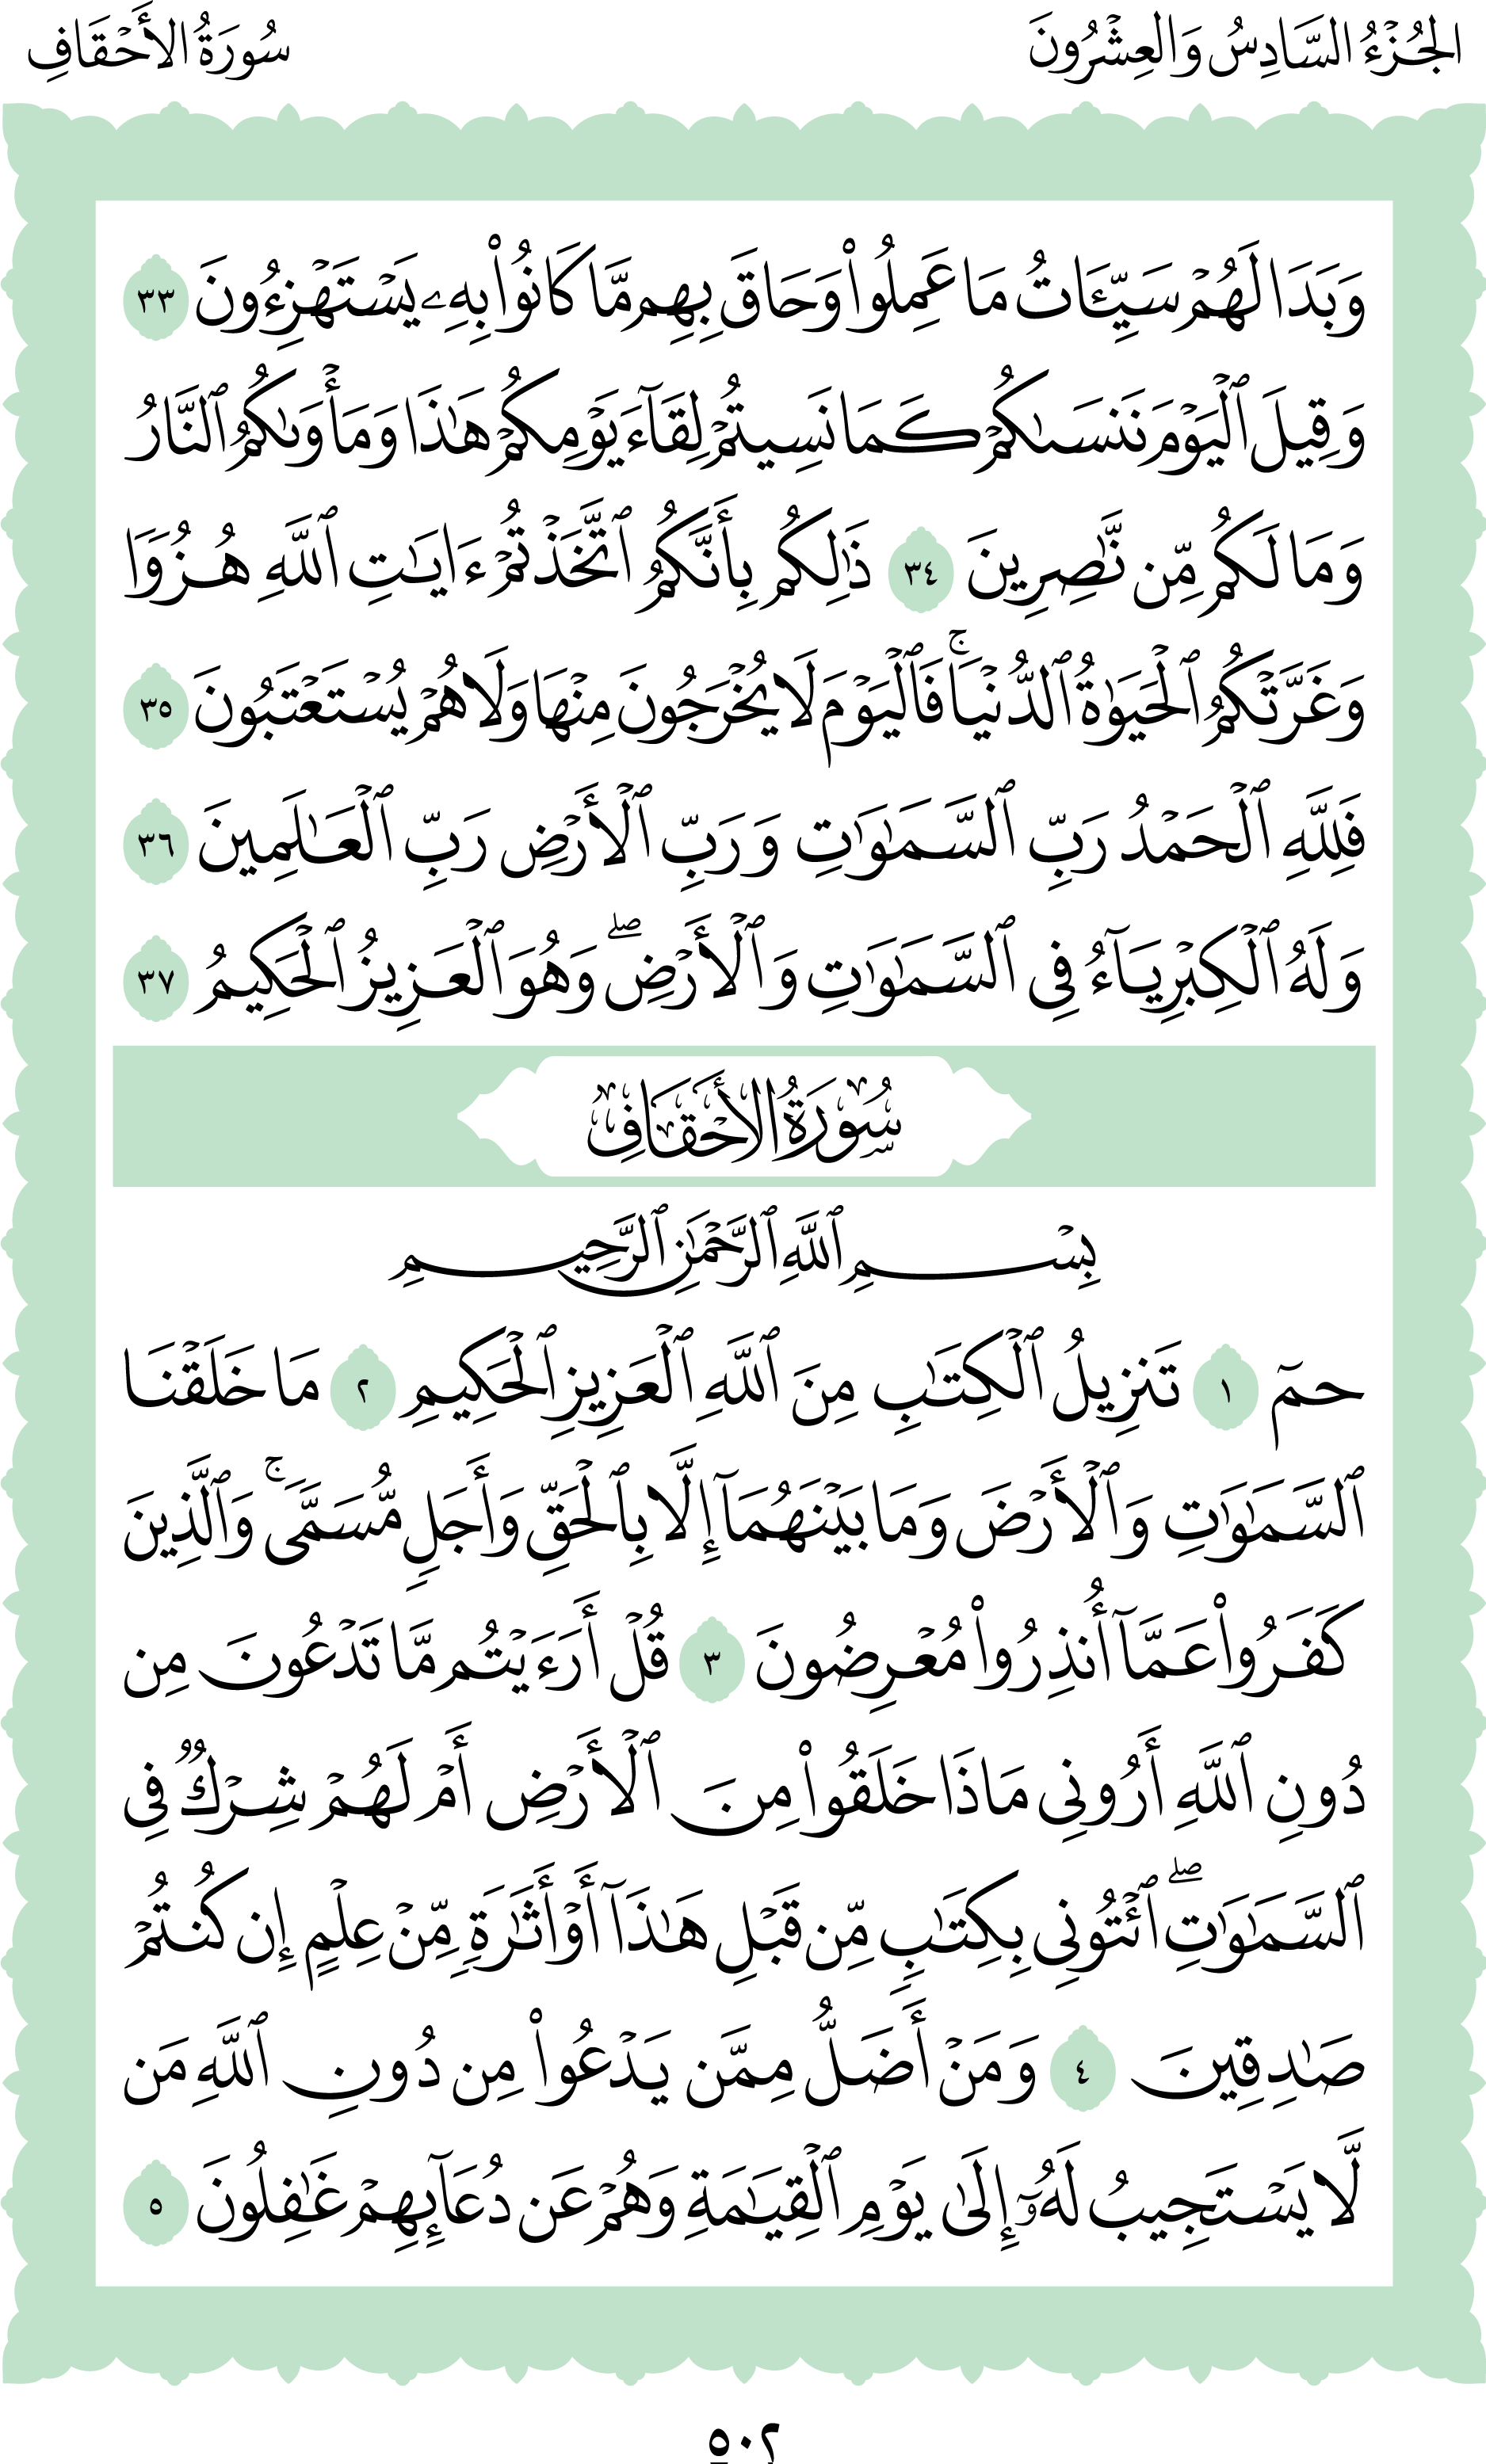 الجُزْءُ السَّادِسُ وَالعِشْرُونَ
سُورَةُ الأَحْقَافِ
وَبَدَا لَهُمْ سَيِّـَٔاتُ مَا عَمِلُوا۟ وَحَاقَ بِهِم مَّا كَانُوا۟ بِهِۦ يَسْتَهْزِءُونَ ٣٣
وَقِيلَ ٱلْيَوْمَ نَنسَىٰكُمْ كَمَا نَسِيتُمْ لِقَآءَ يَوْمِكُمْ هَـٰذَا وَمَأْوَىٰكُمُ ٱلنَّارُ
وَمَا لَكُم مِّن نَّـٰصِرِينَ ٣٤ ذَٰلِكُم بِأَنَّكُمُ ٱتَّخَذْتُمْ ءَايَـٰتِ ٱللَّهِ هُزُوًا
وَغَرَّتْكُمُ ٱلْحَيَوٰةُ ٱلدُّنْيَا ۚ فَٱلْيَوْمَ لَا يُخْرَجُونَ مِنْهَا وَلَا هُمْ يُسْتَعْتَبُونَ ٣٥
فَلِلَّهِ ٱلْحَمْدُ رَبِّ ٱلسَّمَـٰوَٰتِ وَرَبِّ ٱلْأَرْضِ رَبِّ ٱلْعَـٰلَمِينَ ٣٦
وَلَهُ ٱلْكِبْرِيَآءُ فِى ٱلسَّمَـٰوَٰتِ وَٱلْأَرْضِ ۖ وَهُوَ ٱلْعَزِيزُ ٱلْحَكِيمُ ٣٧
سُورَةُ الأَحْقَافِ
بِسْمِ ٱللَّهِ ٱلرَّحْمَـٰنِ ٱلرَّحِيمِ
حمٓ ١ تَنزِيلُ ٱلْكِتَـٰبِ مِنَ ٱللَّهِ ٱلْعَزِيزِ ٱلْحَكِيمِ ٢ مَا خَلَقْنَا
ٱلسَّمَـٰوَٰتِ وَٱلْأَرْضَ وَمَا بَيْنَهُمَآ إِلَّا بِٱلْحَقِّ وَأَجَلٍ مُّسَمًّى ۚ وَٱلَّذِينَ
كَفَرُوا۟ عَمَّآ أُنذِرُوا۟ مُعْرِضُونَ ٣ قُلْ أَرَءَيْتُم مَّا تَدْعُونَ مِن
دُونِ ٱللَّهِ أَرُونِى مَاذَا خَلَقُوا۟ مِنَ ٱلْأَرْضِ أَمْ لَهُمْ شِرْكٌ فِى
ٱلسَّمَـٰوَٰتِ ۖ ٱئْتُونِى بِكِتَـٰبٍ مِّن قَبْلِ هَـٰذَآ أَوْ أَثَـٰرَةٍ مِّنْ عِلْمٍ إِن كُنتُمْ
صَـٰدِقِينَ ٤ وَمَنْ أَضَلُّ مِمَّن يَدْعُوا۟ مِن دُونِ ٱللَّهِ مَن
لَّا يَسْتَجِيبُ لَهُۥٓ إِلَىٰ يَوْمِ ٱلْقِيَـٰمَةِ وَهُمْ عَن دُعَآئِهِمْ غَـٰفِلُونَ ٥
٥٠٢